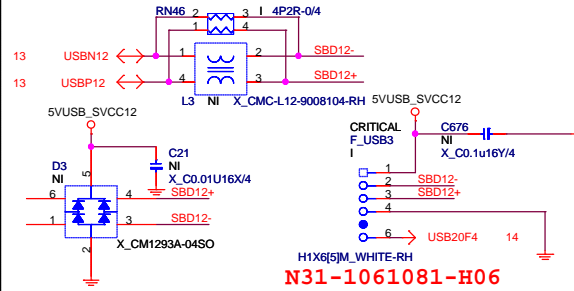 RN46 2 3 I 4P2R-0/4
1 4
13 USBN12 1 2 SBD12-
13 USBP12 4 3 SBD12+
L3 NI X_CMC-L12-9008104-RH
5VUSB_SVCC12
5VUSB_SVCC12
CRITICAL
F_USB3
I
C676
NI
X_C0.1u16Y/4
D3
NI
5
C21
NI
X_C0.01U16X/4
6 4 SBD12+
1 3 SBD12-
2
X_CM1293A-04SO
1
2 SBD12-
3 SBD12+
4
6 USB20F4 14
H1X6[5]M_WHITE-RH
N31-1061081-H06